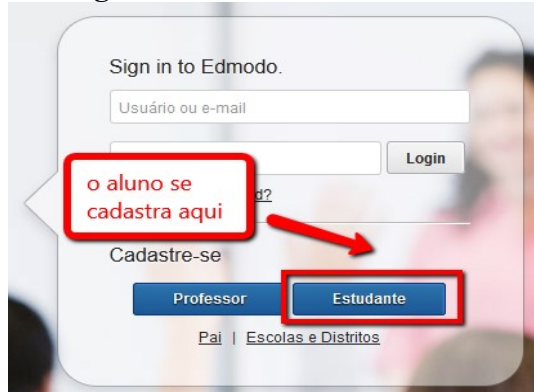 Sign in to Edmodo.
Usuário ou e-mail
Login
o aluno se
cadastra aqui
d?
Cadastre-se
Professor
Estudante
Pai | Escolas e Distritos